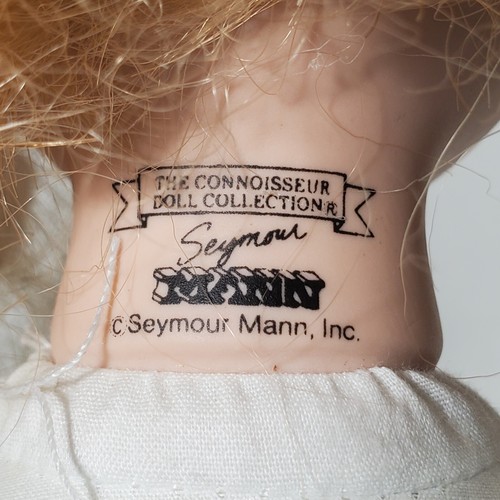 THE CONNOISSEUR
DOLL COLLECTION®
Seymour
MANN
©Seymour Mann, Inc.